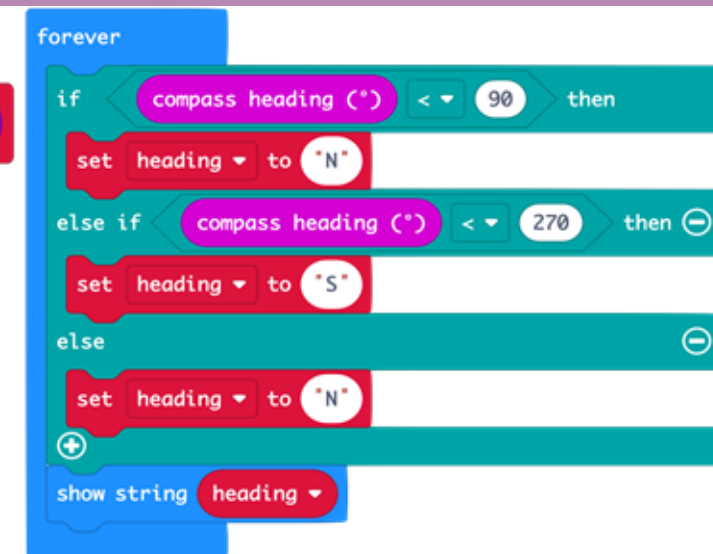 forever
if compass heading (°) < 90 then
set heading to "N"
else if compass heading (°) < 270 then
set heading to "S"
else
set heading to "N"
show string heading